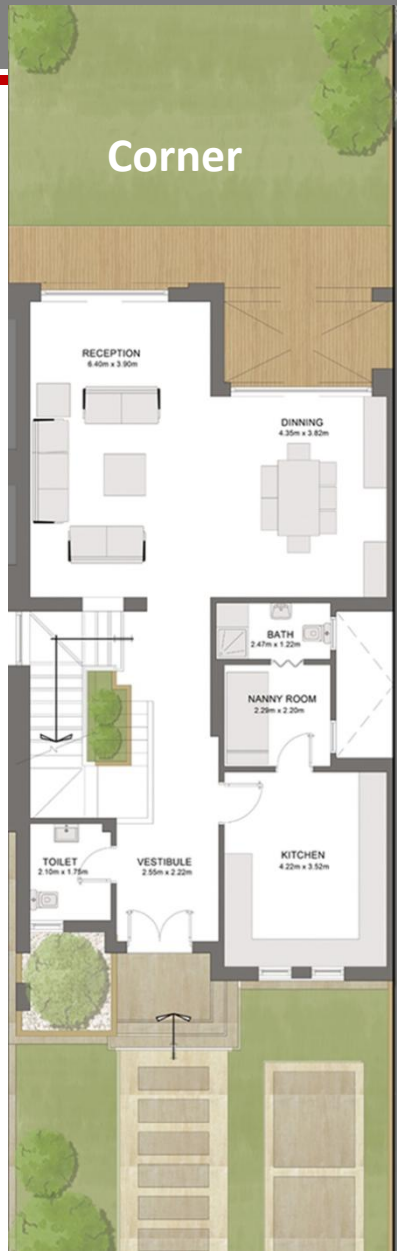 Corner
RECEPTION
6.40m x 3.90m
DINNING
4.35m x 3.82m
BATH
2.47m x 1.22m
NANNY ROOM
2.29m x 2.20m
KITCHEN
4.22m x 3.52m
TOILET
2.10m x 1.75m
VESTIBULE
2.55m x 2.22m